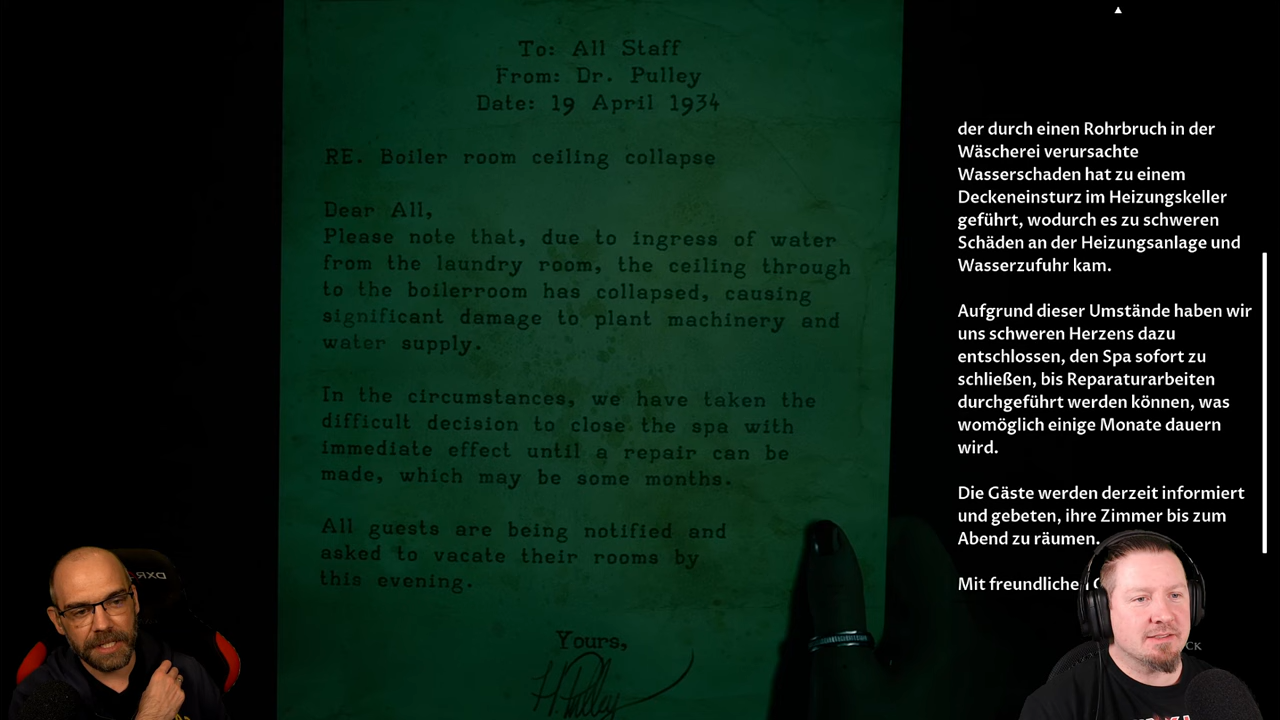 To: All Staff
From: Dr. Pulley
Date: 19 April 1934
RE. Boiler room ceiling collapse
Dear All,
Please note that, due to ingress of water
from the laundry room, the ceiling through
to the boilerroom has collapsed, causing
significant damage to plant machinery and
water supply.
In the circumstances, we have taken the
difficult decision to close the spa with
immediate effect until a repair can be
made, which may be some months.
All guests are being notified and
asked to vacate their rooms by
this evening.
Yours,
H. Pulley
der durch einen Rohrbruch in der
Wäscherei verursachte
Wasserschaden hat zu einem
Deckeneinsturz im Heizungskeller
geführt, wodurch es zu schweren
Schäden an der Heizungsanlage und
Wasserzufuhr kam.
Aufgrund dieser Umstände haben wir
uns schweren Herzens dazu
entschlossen, den Spa sofort zu
schließen, bis Reparaturarbeiten
durchgeführt werden können, was
womöglich einige Monate dauern
wird.
Die Gäste werden derzeit informiert
und gebeten, ihre Zimmer bis zum
Abend zu räumen.
Mit